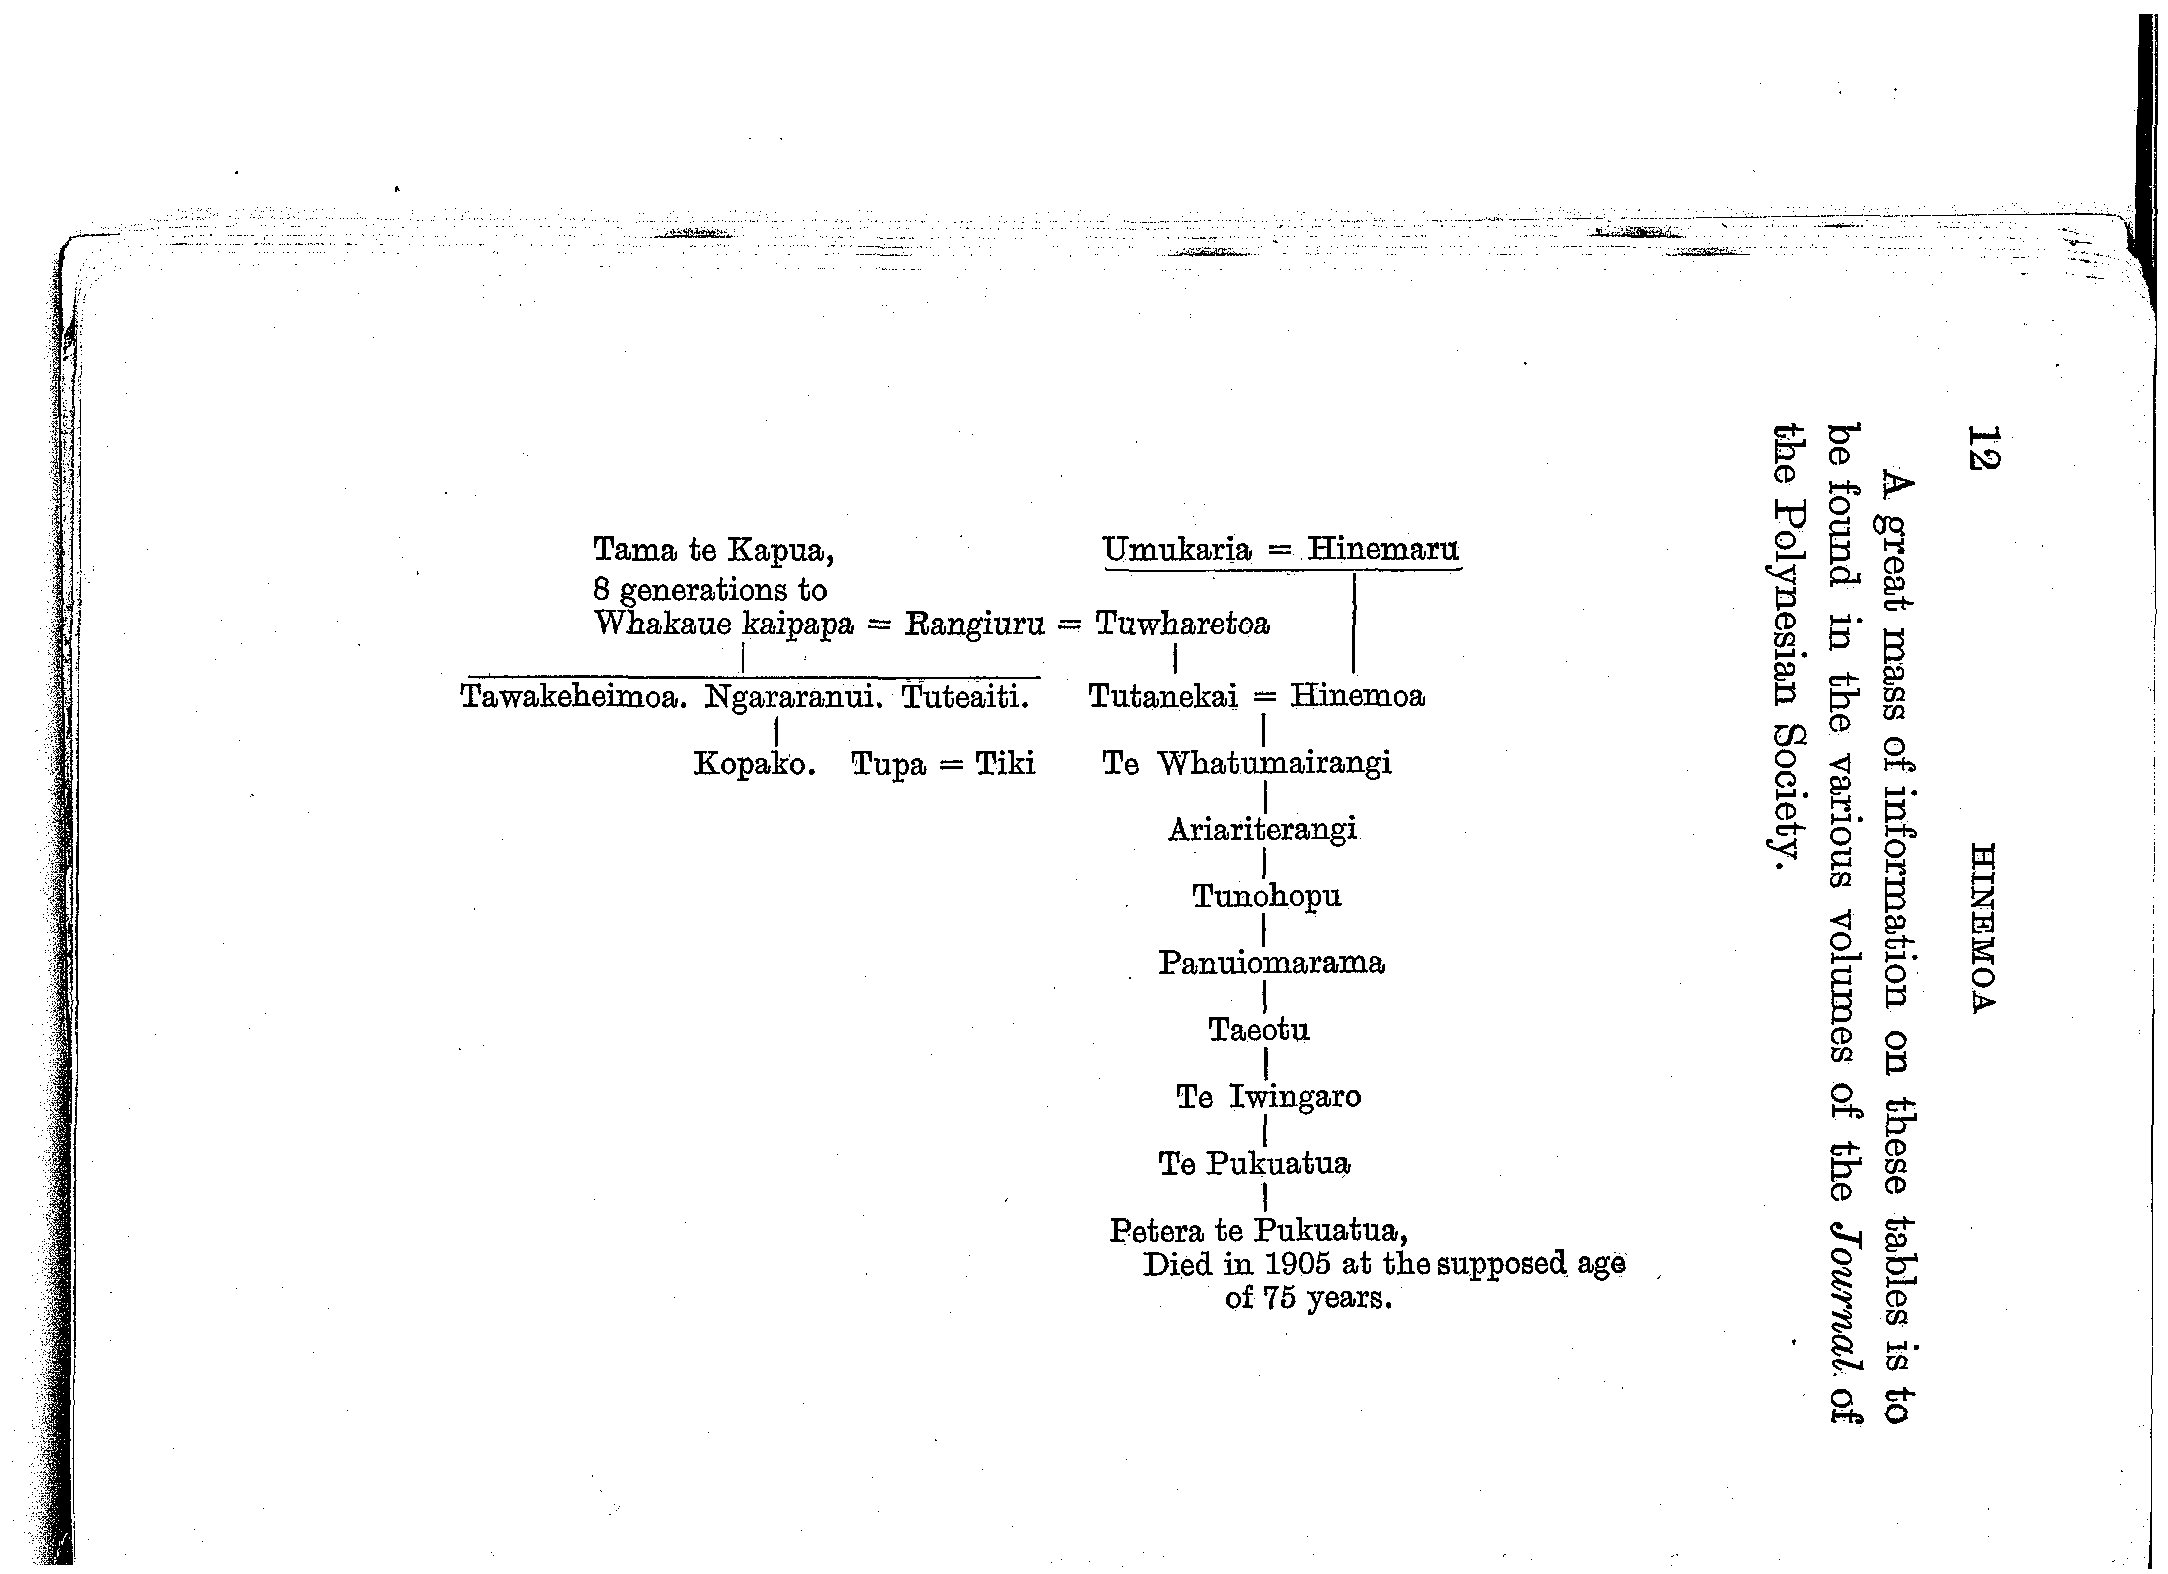 12
HINEMOA
A great mass of information on these tables is to
be found in the various volumes of the Journal of
the Polynesian Society.
Tama te Kapua,
8 generations to
Whakaue kaipapa = Rangiuru = Tuwharetoa
Umukaria = Hinemaru
Tawakeheimoa. Ngararanui. Tuteaiti.
Tutanekai = Hinemoa
Kopako. Tupa = Tiki
Te Whatumairangi
Ariariterangi
Tunohopu
Panuiomarama
Taeotu
Te Iwingaro
Te Pukuatua
Petera te Pukuatua,
Died in 1905 at the supposed age
of 75 years.